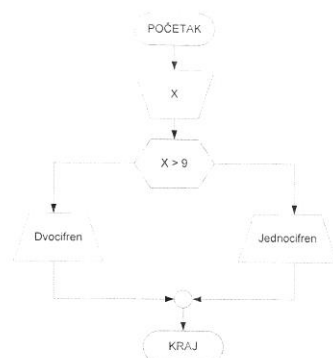 POČETAK
X
X > 9
Dvocifren
Jednocifren
KRAJ